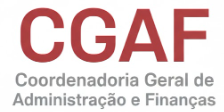 CGAF
Coordenadoria Geral de
Administração e Finanças